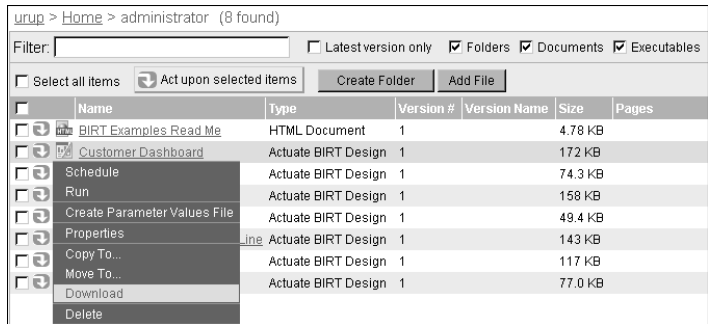 urup > Home > administrator (8 found)
Filter: Latest version only Folders Documents Executables
Select all items Act upon selected items Create Folder Add File
Name Type Version # Version Name Size Pages
BIRT Examples Read Me HTML Document 1 4.78 KB
Customer Dashboard Actuate BIRT Design 1 172 KB
Schedule Actuate BIRT Design 1 74.3 KB
Run Actuate BIRT Design 1 158 KB
Create Parameter Values File Actuate BIRT Design 1 49.4 KB
Properties Line Actuate BIRT Design 1 143 KB
Copy To... Actuate BIRT Design 1 117 KB
Move To... Actuate BIRT Design 1 77.0 KB
Download
Delete